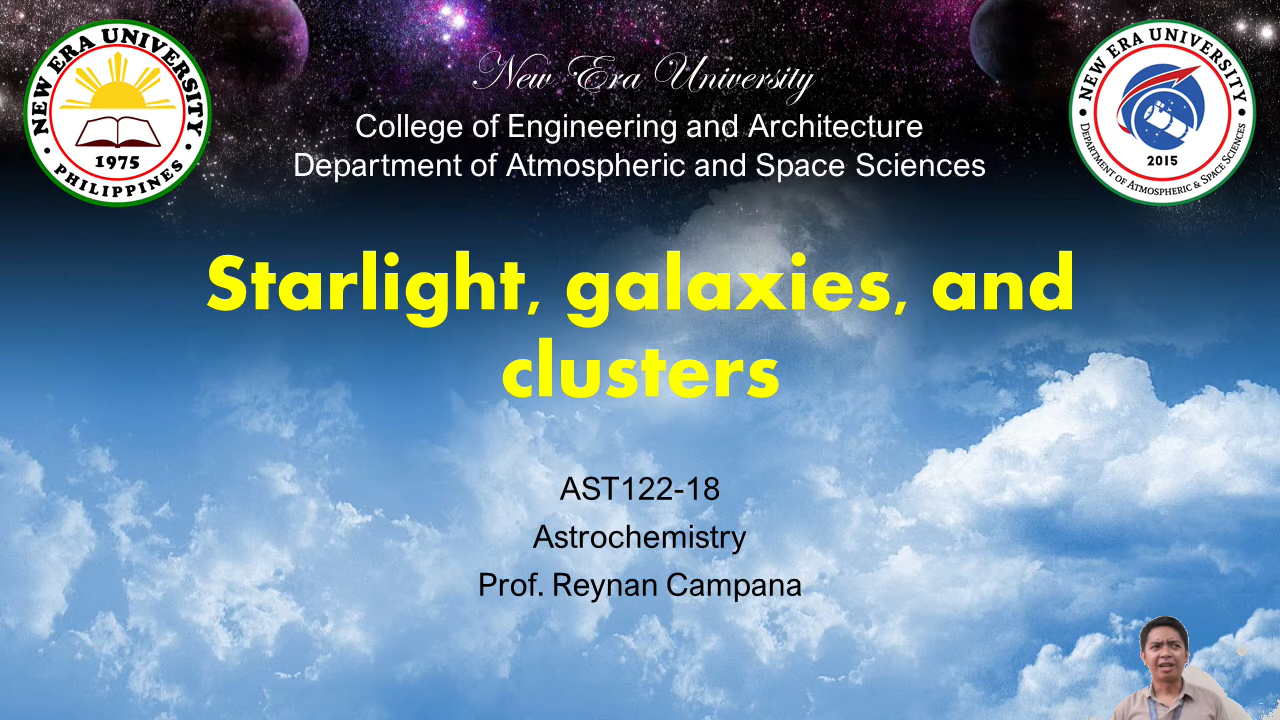 NEW ERA UNIVERSITY
1975
PHILIPPINES
New Era University
College of Engineering and Architecture
Department of Atmospheric and Space Sciences
NEW ERA UNIVERSITY
2015
DEPARTMENT OF ATMOSPHERIC & SPACE SCIENCES
Starlight, galaxies, and
clusters
AST122-18
Astrochemistry
Prof. Reynan Campana